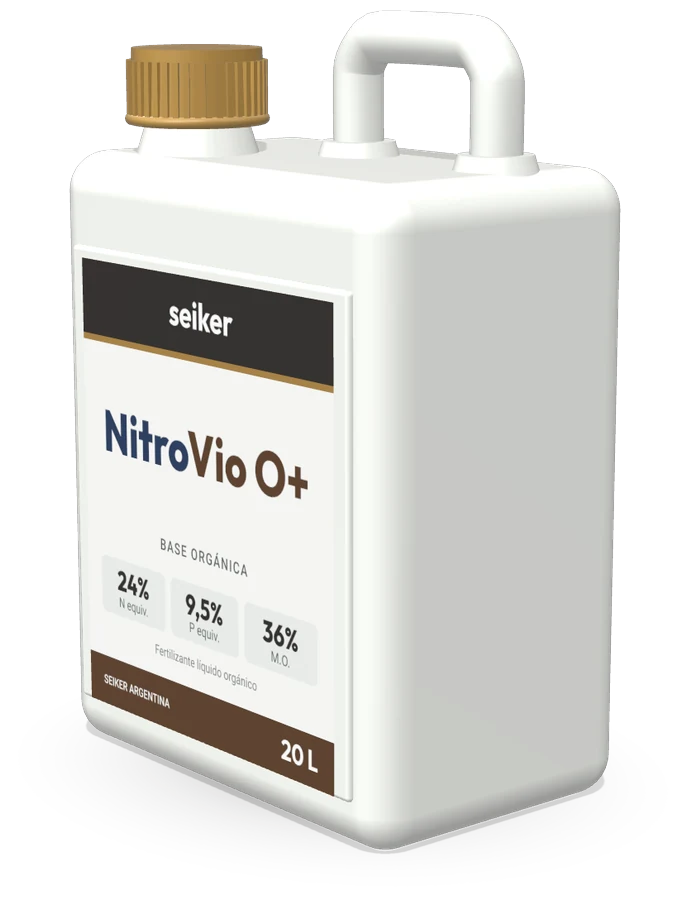 seiker
NitroVio O+
BASE ORGÁNICA
24%
N equiv.
9,5%
P equiv.
36%
M.O.
Fertilizante líquido orgánico
SEIKER ARGENTINA
20 L